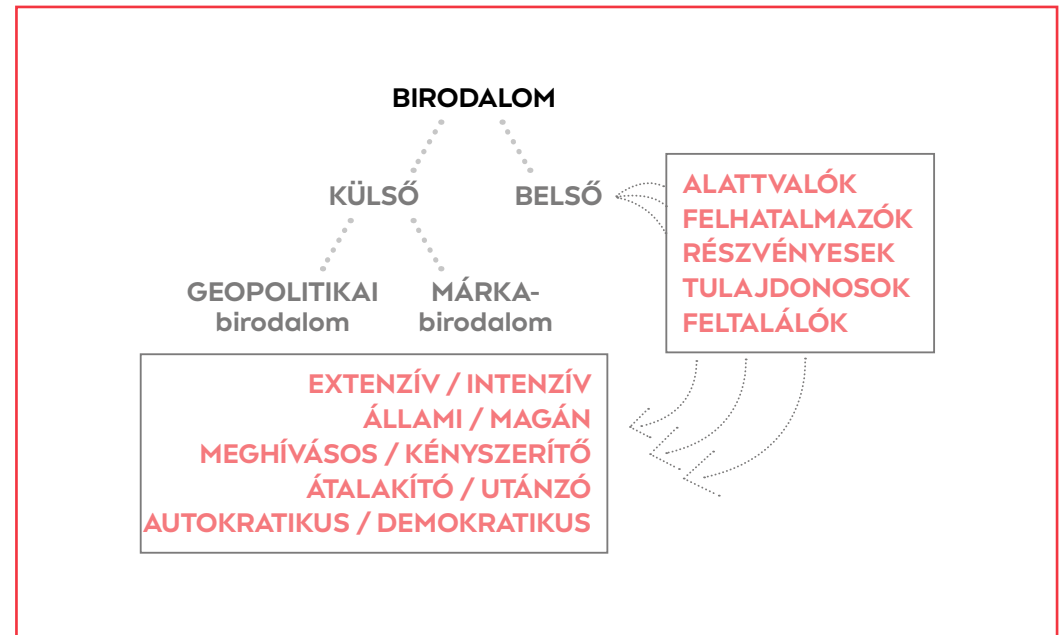 BIRODALOM
KÜLSŐ
BELSŐ
GEOPOLITIKAI
birodalom
MÁRKA-
birodalom
ALATTVALÓK
FELHATALMAZÓK
RÉSZVÉNYESEK
TULAJDONOSOK
FELTALÁLÓK
EXTENZÍV / INTENZÍV
ÁLLAMI / MAGÁN
MEGHÍVÁSOS / KÉNYSZERÍTŐ
ÁTALAKÍTÓ / UTÁNZÓ
AUTOKRATIKUS / DEMOKRATIKUS